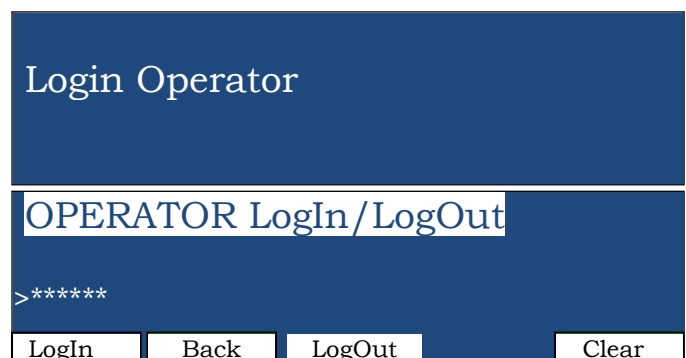 Login Operator
OPERATOR LogIn/LogOut
>******
LogIn Back LogOut Clear